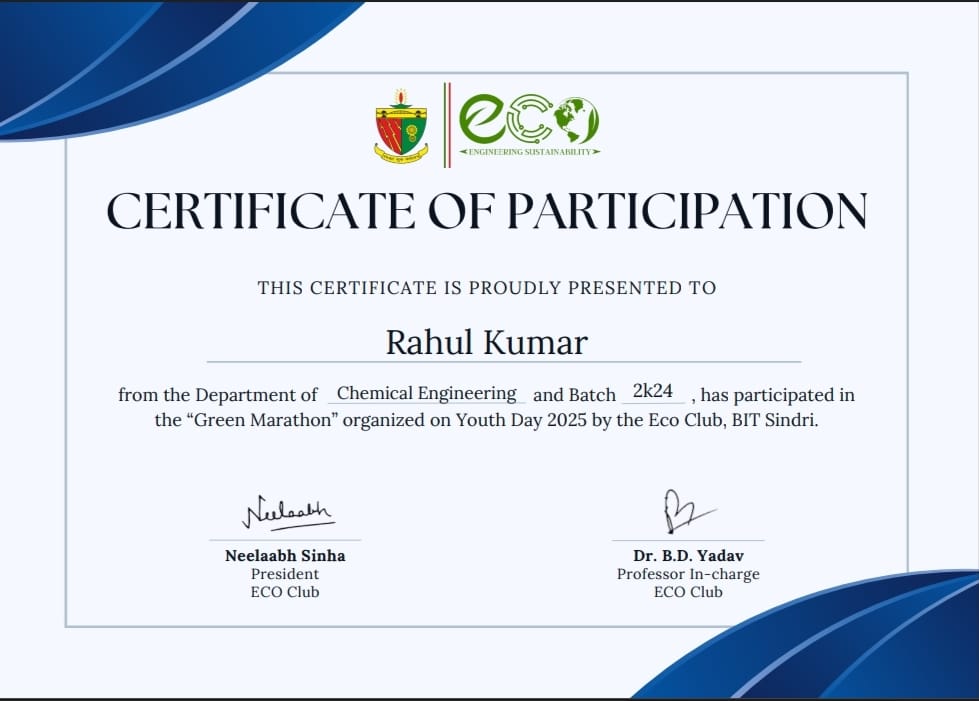 eco
ENGINEERING SUSTAINABILITY
CERTIFICATE OF PARTICIPATION
THIS CERTIFICATE IS PROUDLY PRESENTED TO
Rahul Kumar
from the Department of Chemical Engineering and Batch 2k24 , has participated in
the “Green Marathon” organized on Youth Day 2025 by the Eco Club, BIT Sindri.
Neelaabh
Neelaabh Sinha
President
ECO Club
Dr. B.D. Yadav
Professor In-charge
ECO Club